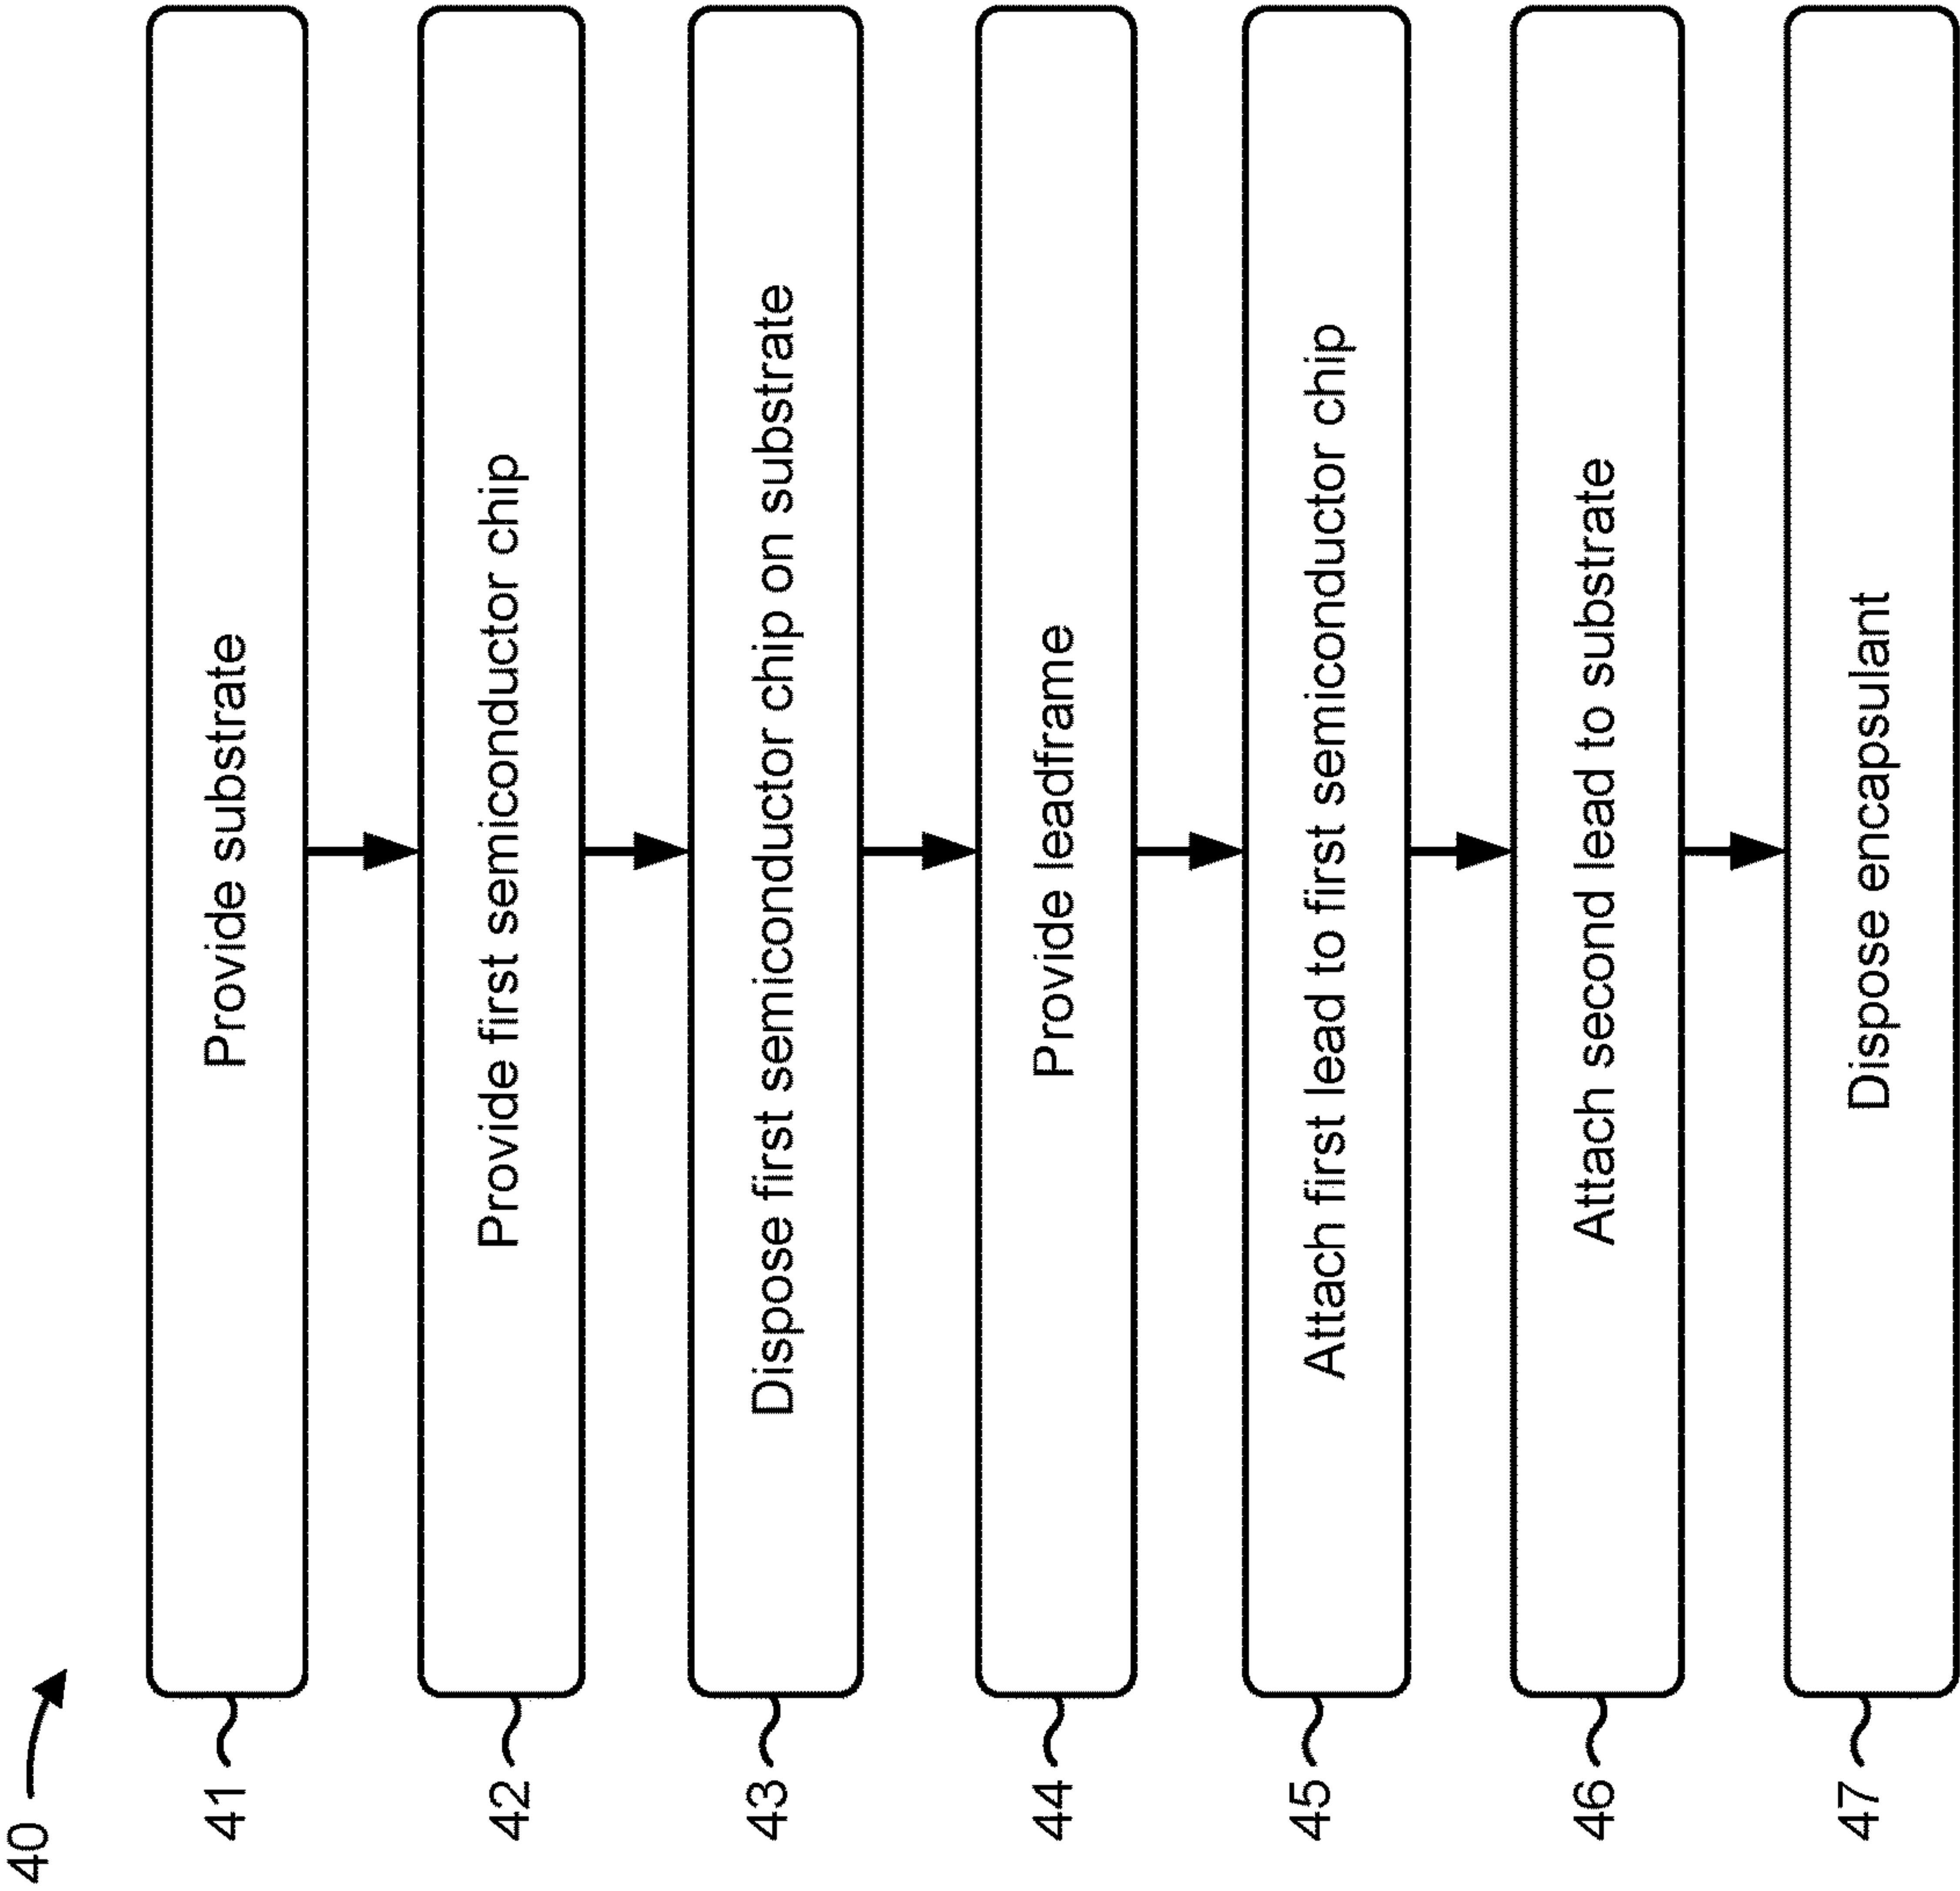 40
41
Provide substrate
42
Provide first semiconductor chip
43
Dispose first semiconductor chip on substrate
44
Provide leadframe
45
Attach first lead to first semiconductor chip
46
Attach second lead to substrate
47
Dispose encapsulant